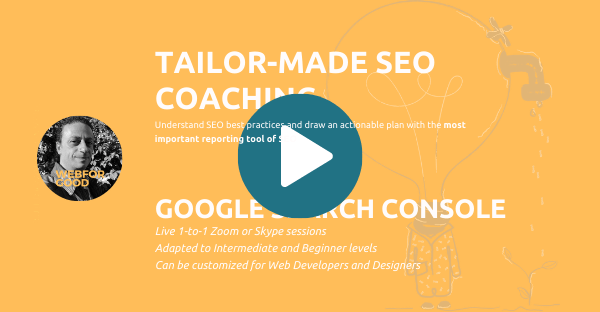 TAILOR-MADE SEO
COACHING
Understand SEO best practices and draw an actionable plan with the most
important reporting tool of
WEBFOR
GOOD
GOOGLE SEARCH CONSOLE
Live 1-to-1 Zoom or Skype sessions
Adapted to Intermediate and Beginner levels
Can be customized for Web Developers and Designers